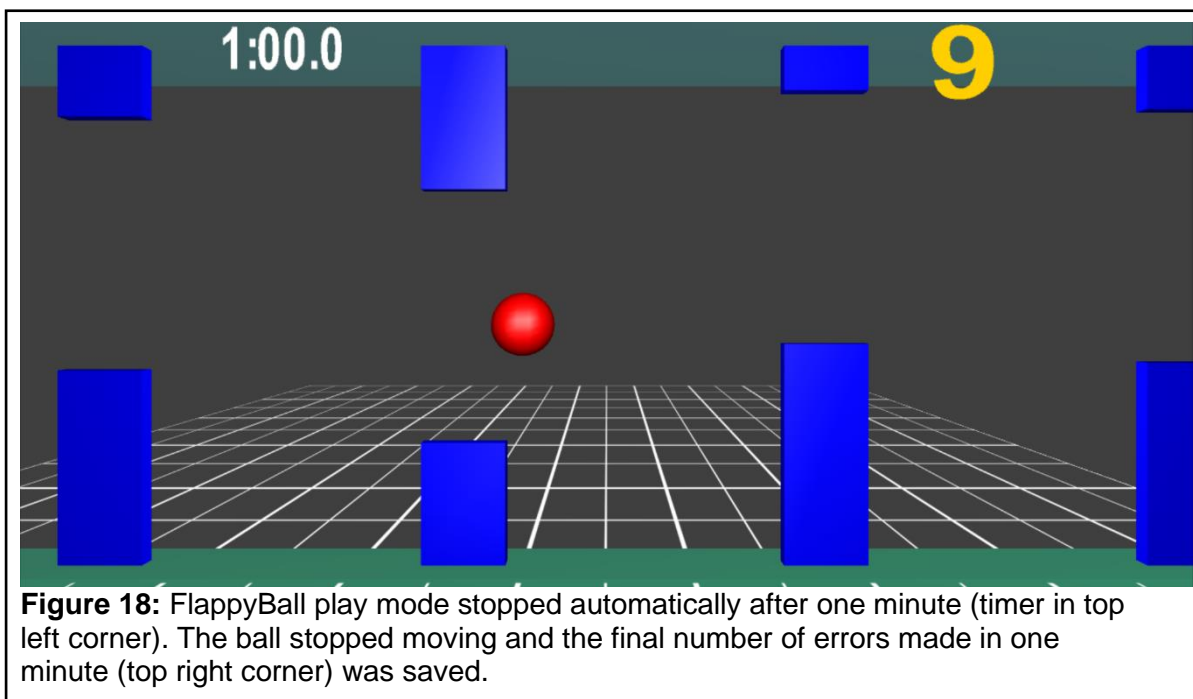 1:00.0 9
Figure 18: FlappyBall play mode stopped automatically after one minute (timer in top
left corner). The ball stopped moving and the final number of errors made in one
minute (top right corner) was saved.